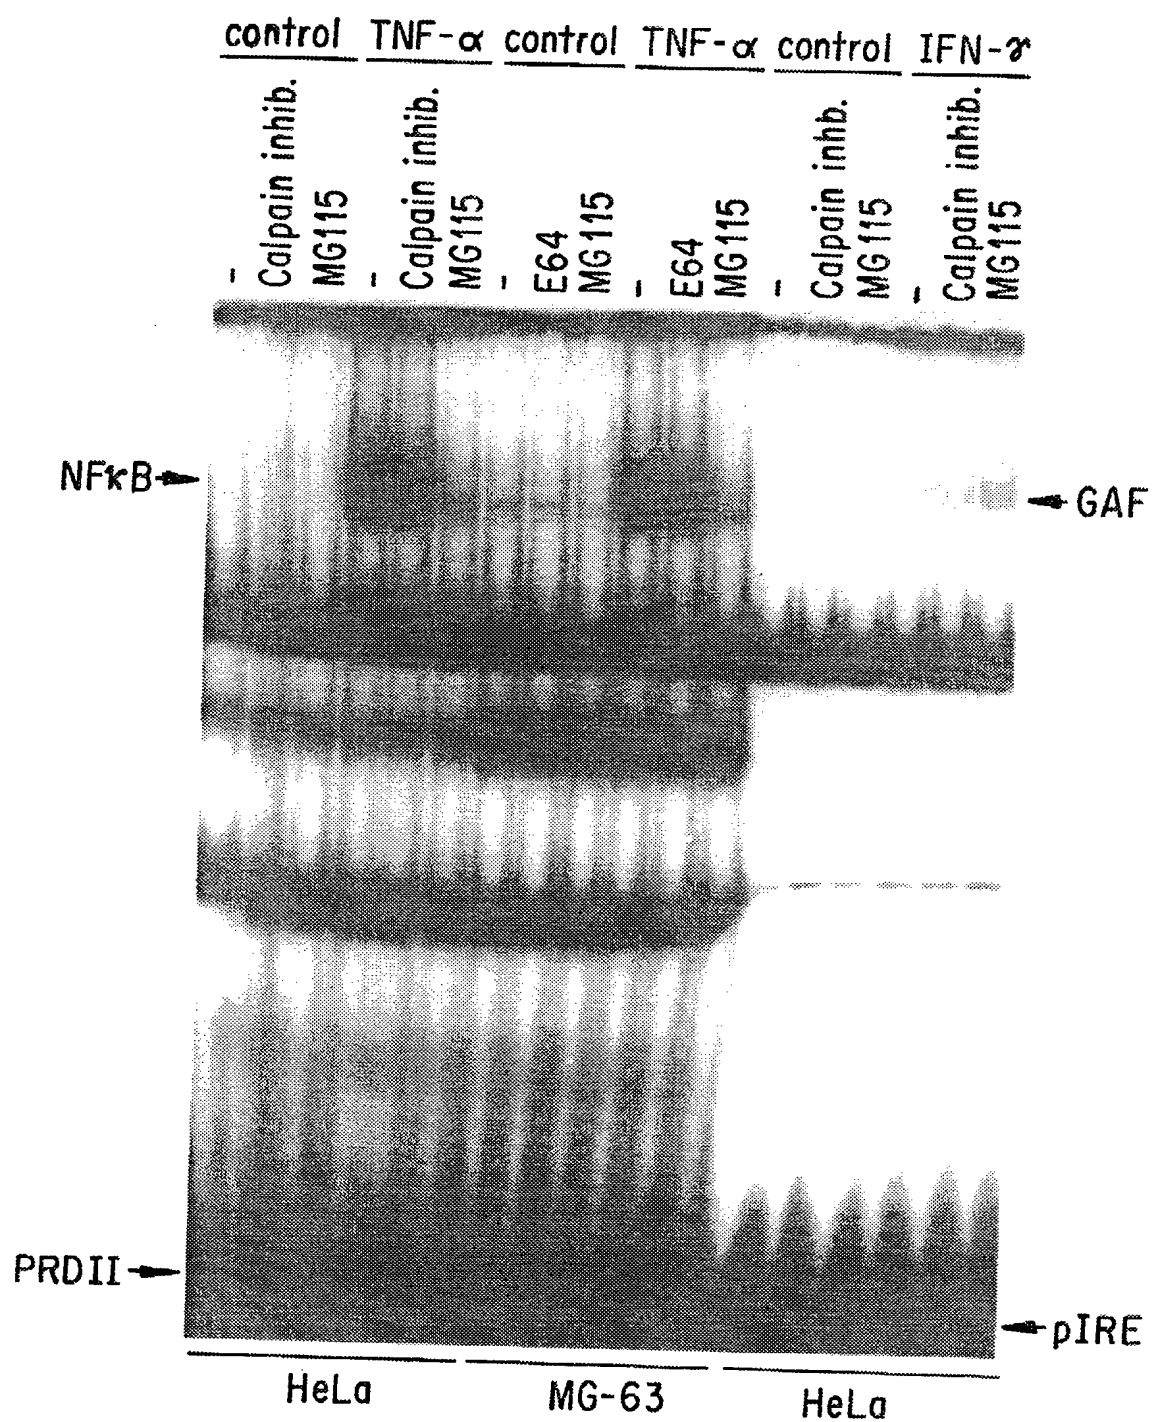 control TNF-α control TNF-α control IFN-γ
- Calpain inhib. MG115 - Calpain inhib. MG115 - E64 MG115 - E64 MG115 - Calpain inhb. MG115 - Calpain inhib. MG115
NFκB
GAF
PRDII
pIRE
HeLa MG-63 HeLa